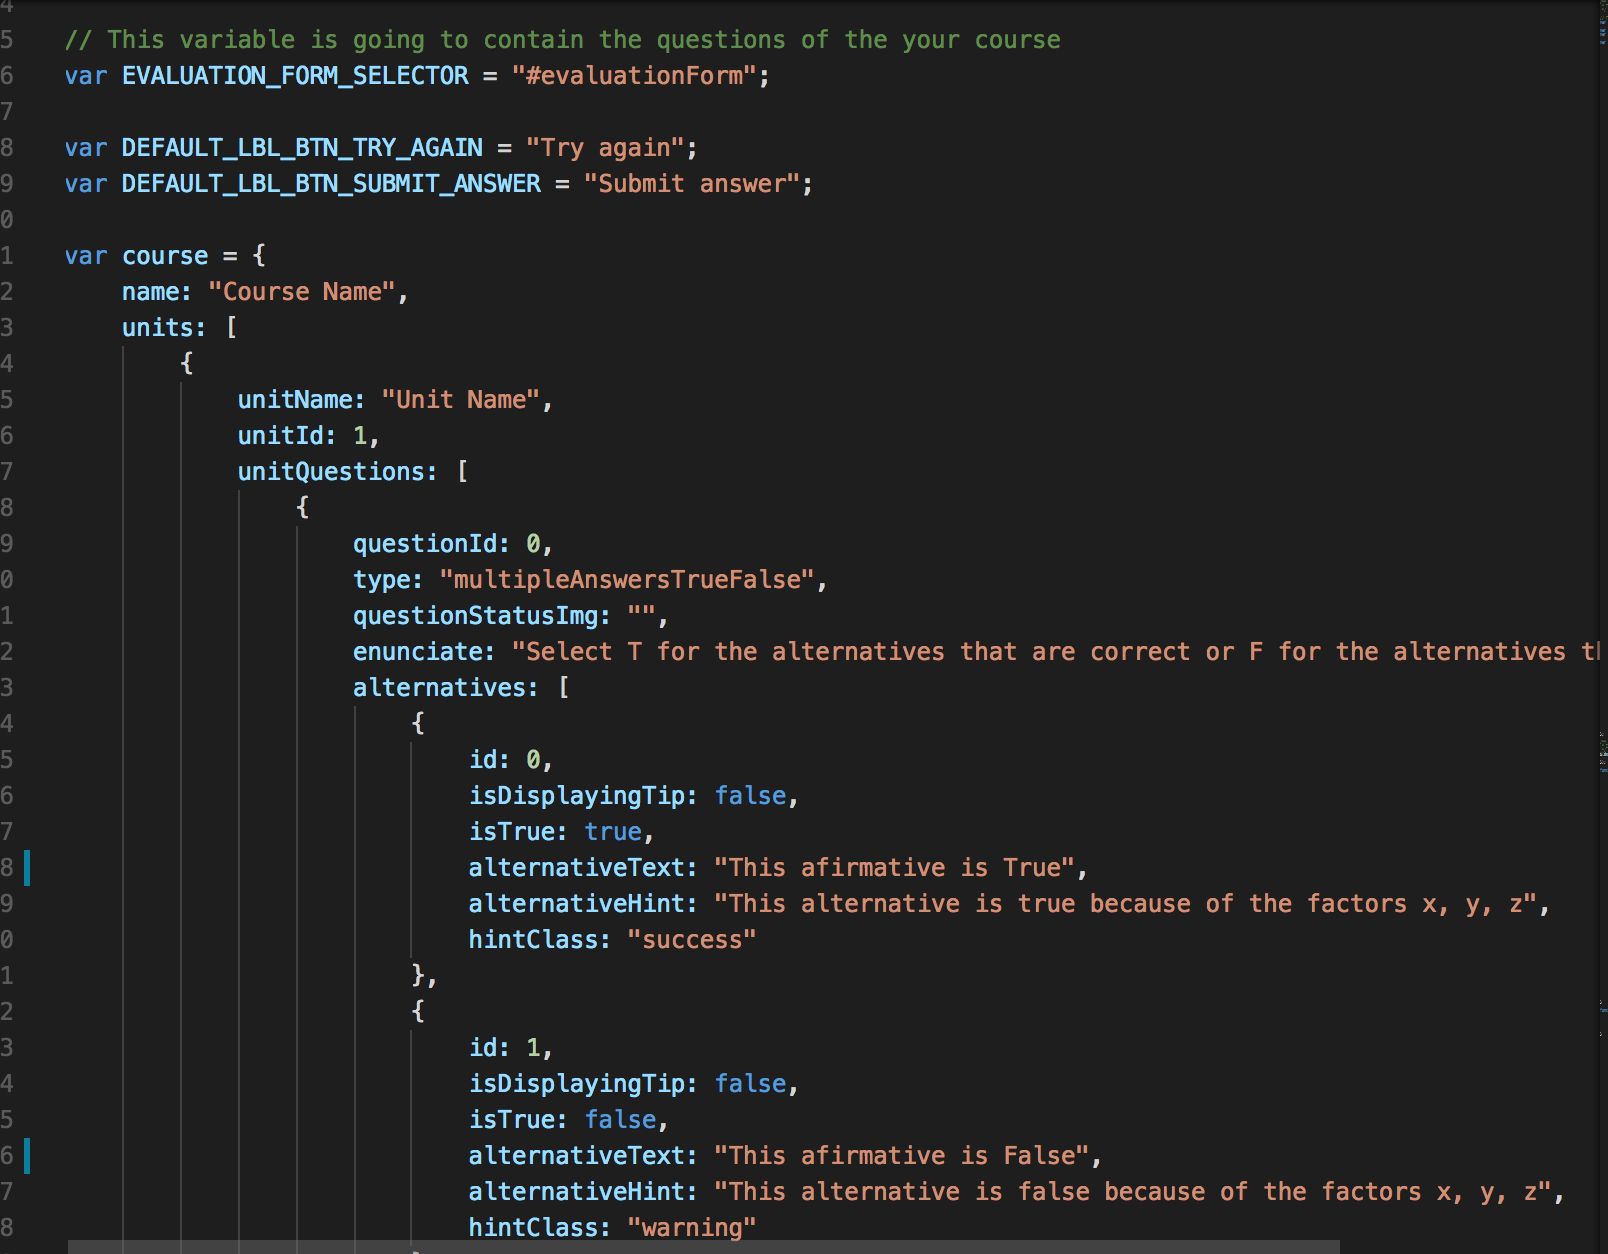 4
5 // This variable is going to contain the questions of the your course
6 var EVALUATION_FORM_SELECTOR = "#evaluationForm";
7
8 var DEFAULT_LBL_BTN_TRY_AGAIN = "Try again";
9 var DEFAULT_LBL_BTN_SUBMIT_ANSWER = "Submit answer";
0
1 var course = {
2 name: "Course Name",
3 units: [
4 {
5 unitName: "Unit Name",
6 unitId: 1,
7 unitQuestions: [
8 {
9 questionId: 0,
0 type: "multipleAnswersTrueFalse",
1 questionStatusImg: "",
2 enunciate: "Select T for the alternatives that are correct or F for the alternatives
3 alternatives: [
4 {
5 id: 0,
6 isDisplayingTip: false,
7 isTrue: true,
8 alternativeText: "This afirmative is True",
9 alternativeHint: "This alternative is true because of the factors x, y, z",
0 hintClass: "success"
1 },
2 {
3 id: 1,
4 isDisplayingTip: false,
5 isTrue: false,
6 alternativeText: "This afirmative is False",
7 alternativeHint: "This alternative is false because of the factors x, y, z",
8 hintClass: "warning"